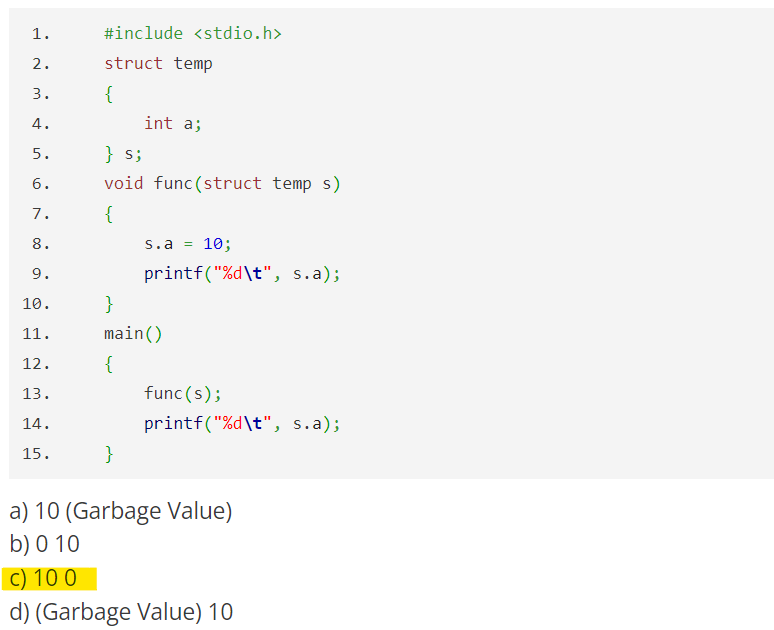 1. #include <stdio.h>
2. struct temp
3. {
4. int a;
5. } s;
6. void func(struct temp s)
7. {
8. s.a = 10;
9. printf("%d\t", s.a);
10. }
11. main()
12. {
13. func(s);
14. printf("%d\t", s.a);
15. }
a) 10 (Garbage Value)
b) 0 10
c) 10 0
d) (Garbage Value) 10